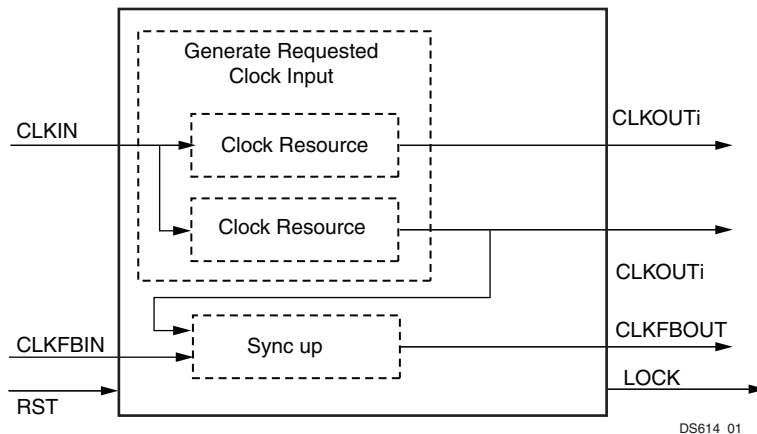 Generate Requested
Clock Input
CLKIN
Clock Resource
CLKOUTi
Clock Resource
CLKOUTi
CLKFBIN
Sync up
CLKFBOUT
RST
LOCK
DS614_01